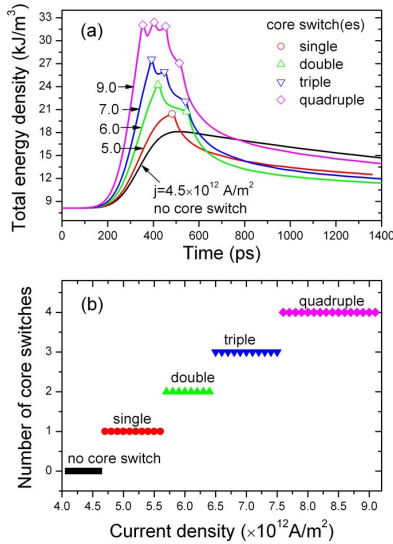 (a)
core switch(es)
single
double
triple
quadruple
9.0
7.0
6.0
5.0
j=4.5×10¹² A/m²
no core switch
Total energy density (kJ/m³)
33
30
27
24
21
18
15
12
9
0 200 400 600 800 1000 1200 1400
Time (ps)
(b)
quadruple
triple
double
single
no core switch
Number of core switches
4
3
2
1
0
4.0 4.5 5.0 5.5 6.0 6.5 7.0 7.5 8.0 8.5 9.0
Current density (×10¹²A/m²)